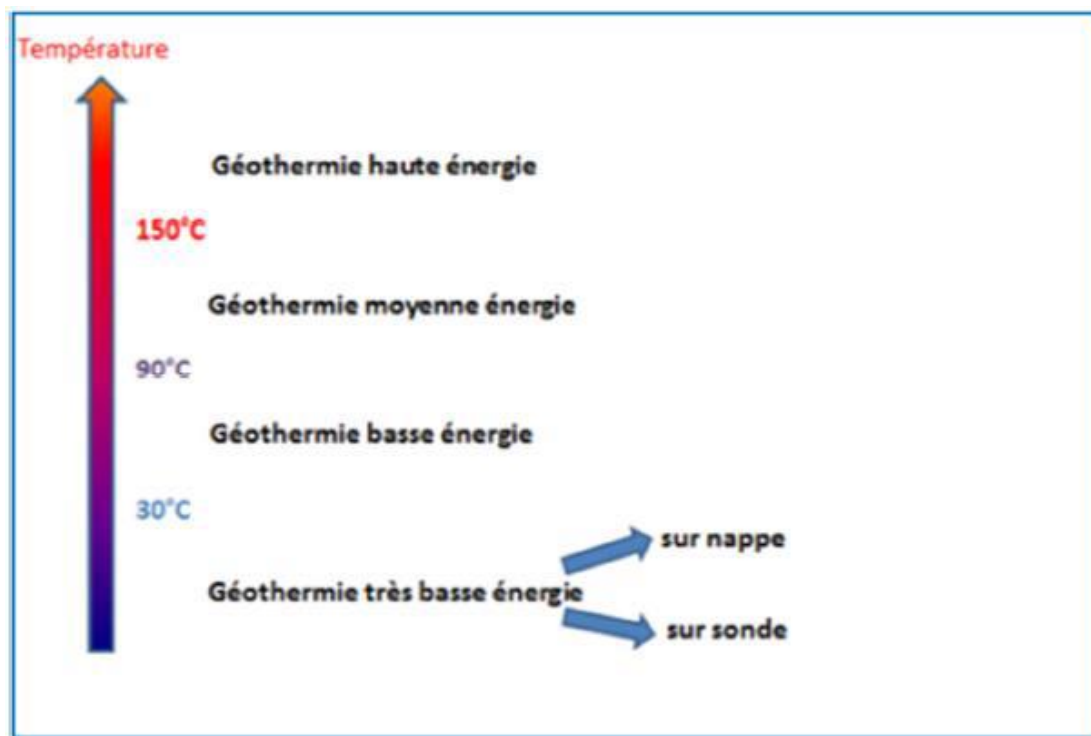 Température
Géothermie haute énergie
150°C
Géothermie moyenne énergie
90°C
Géothermie basse énergie
30°C
sur nappe
Géothermie très basse énergie
sur sonde